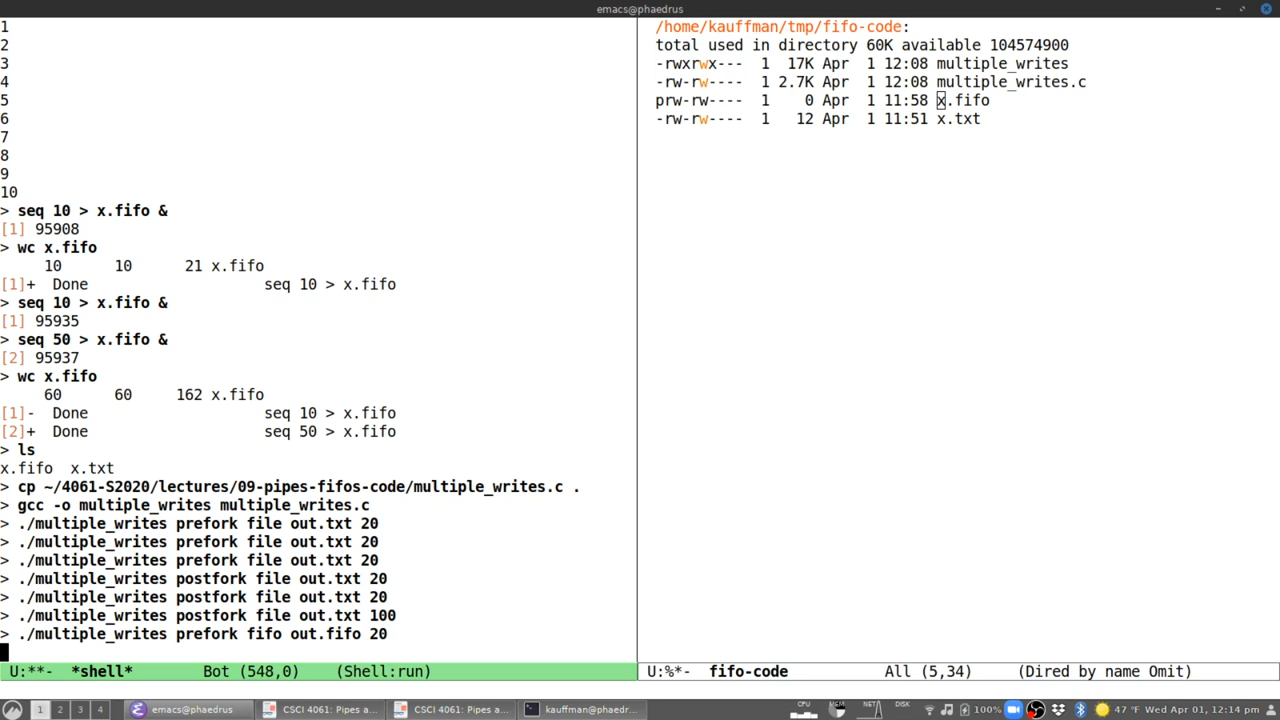 emacs@phaedrus
1
2
3
4
5
6
7
8
9
10
> seq 10 > x.fifo &
[1] 95908
> wc x.fifo
10 10 21 x.fifo
[1]+ Done seq 10 > x.fifo
> seq 10 > x.fifo &
[1] 95935
> seq 50 > x.fifo &
[2] 95937
> wc x.fifo
60 60 162 x.fifo
[1]- Done seq 10 > x.fifo
[2]+ Done seq 50 > x.fifo
> ls
x.fifo x.txt
> cp ~/4061-S2020/lectures/09-pipes-fifos-code/multiple_writes.c .
> gcc -o multiple_writes multiple_writes.c
> ./multiple_writes prefork file out.txt 20
> ./multiple_writes prefork file out.txt 20
> ./multiple_writes prefork file out.txt 20
> ./multiple_writes postfork file out.txt 20
> ./multiple_writes postfork file out.txt 20
> ./multiple_writes postfork file out.txt 100
> ./multiple_writes prefork fifo out.fifo 20
U:**- *shell* Bot (548,0) (Shell:run)
/home/kauffman/tmp/fifo-code:
total used in directory 60K available 104574900
-rwxrwx--- 1 17K Apr 1 12:08 multiple_writes
-rw-rw---- 1 2.7K Apr 1 12:08 multiple_writes.c
prw-rw---- 1 0 Apr 1 11:58 x.fifo
-rw-rw---- 1 12 Apr 1 11:51 x.txt
U:%*- fifo-code All (5,34) (Dired by name Omit)
1 2 3 4 emacs@phaedrus CSCI 4061: Pipes a... CSCI 4061: Pipes a... kauffman@phaedr... CPU MEM NET DISK 100% 47 °F Wed Apr 01, 12:14 pm